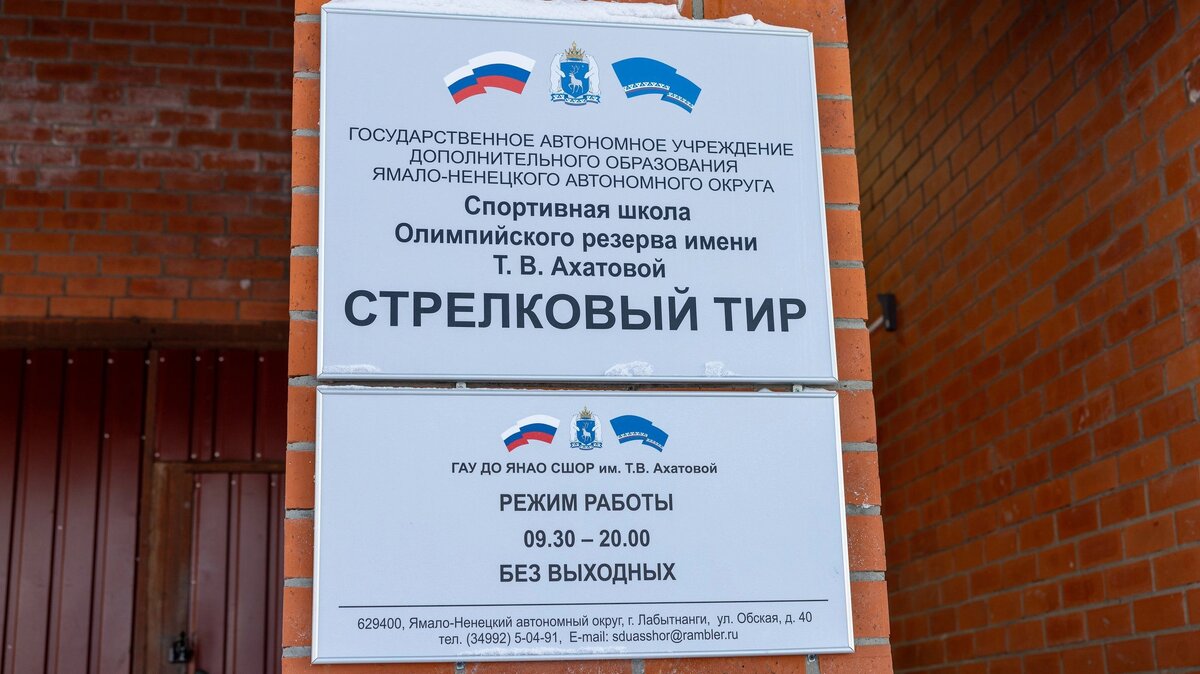 ГОСУДАРСТВЕННОЕ АВТОНОМНОЕ УЧРЕЖДЕНИЕ
ДОПОЛНИТЕЛЬНОГО ОБРАЗОВАНИЯ
ЯМАЛО-НЕНЕЦКОГО АВТОНОМНОГО ОКРУГА
Спортивная школа
Олимпийского резерва имени
Т. В. Ахатовой
СТРЕЛКОВЫЙ ТИР
ГАУ ДО ЯНАО СШОР им. Т.В. Ахатовой
РЕЖИМ РАБОТЫ
09.30 – 20.00
БЕЗ ВЫХОДНЫХ
629400, Ямало-Ненецкий автономный округ, г. Лабытнанги, ул. Обская, д. 40
тел. (34992) 5-04-91, E-mail: sduasshor@rambler.ru